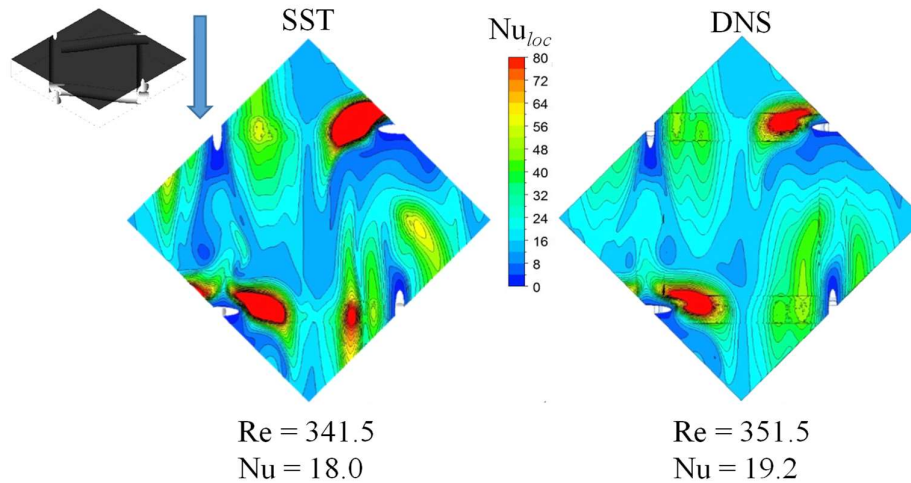 SST
Nu_loc
DNS
80
72
64
56
48
40
32
24
16
8
0
Re = 341.5
Nu = 18.0
Re = 351.5
Nu = 19.2